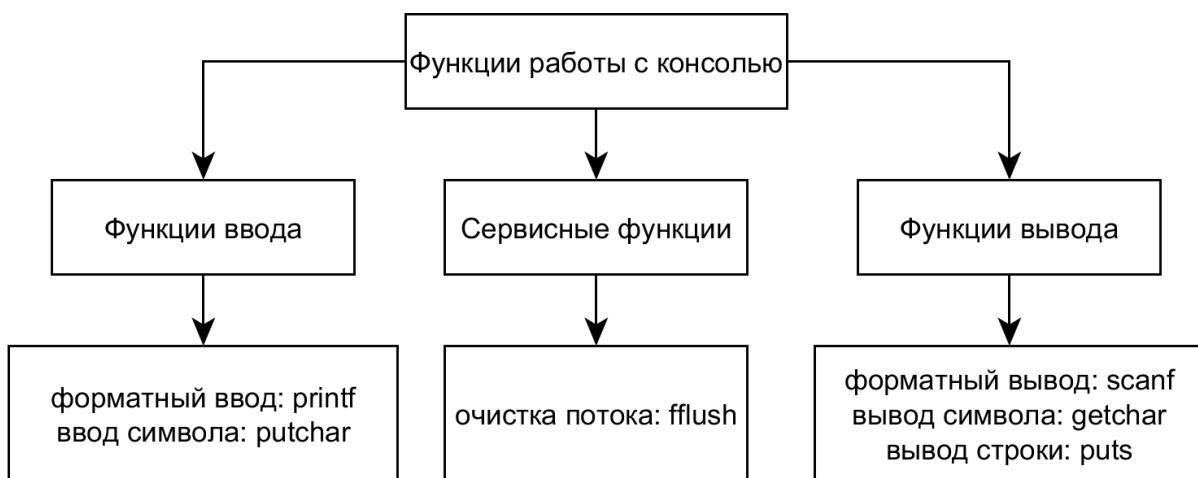 Функции работы с консолью
Функции ввода
Сервисные функции
Функции вывода
форматный ввод: printf
ввод символа: putchar
очистка потока: fflush
форматный вывод: scanf
вывод символа: getchar
вывод строки: puts